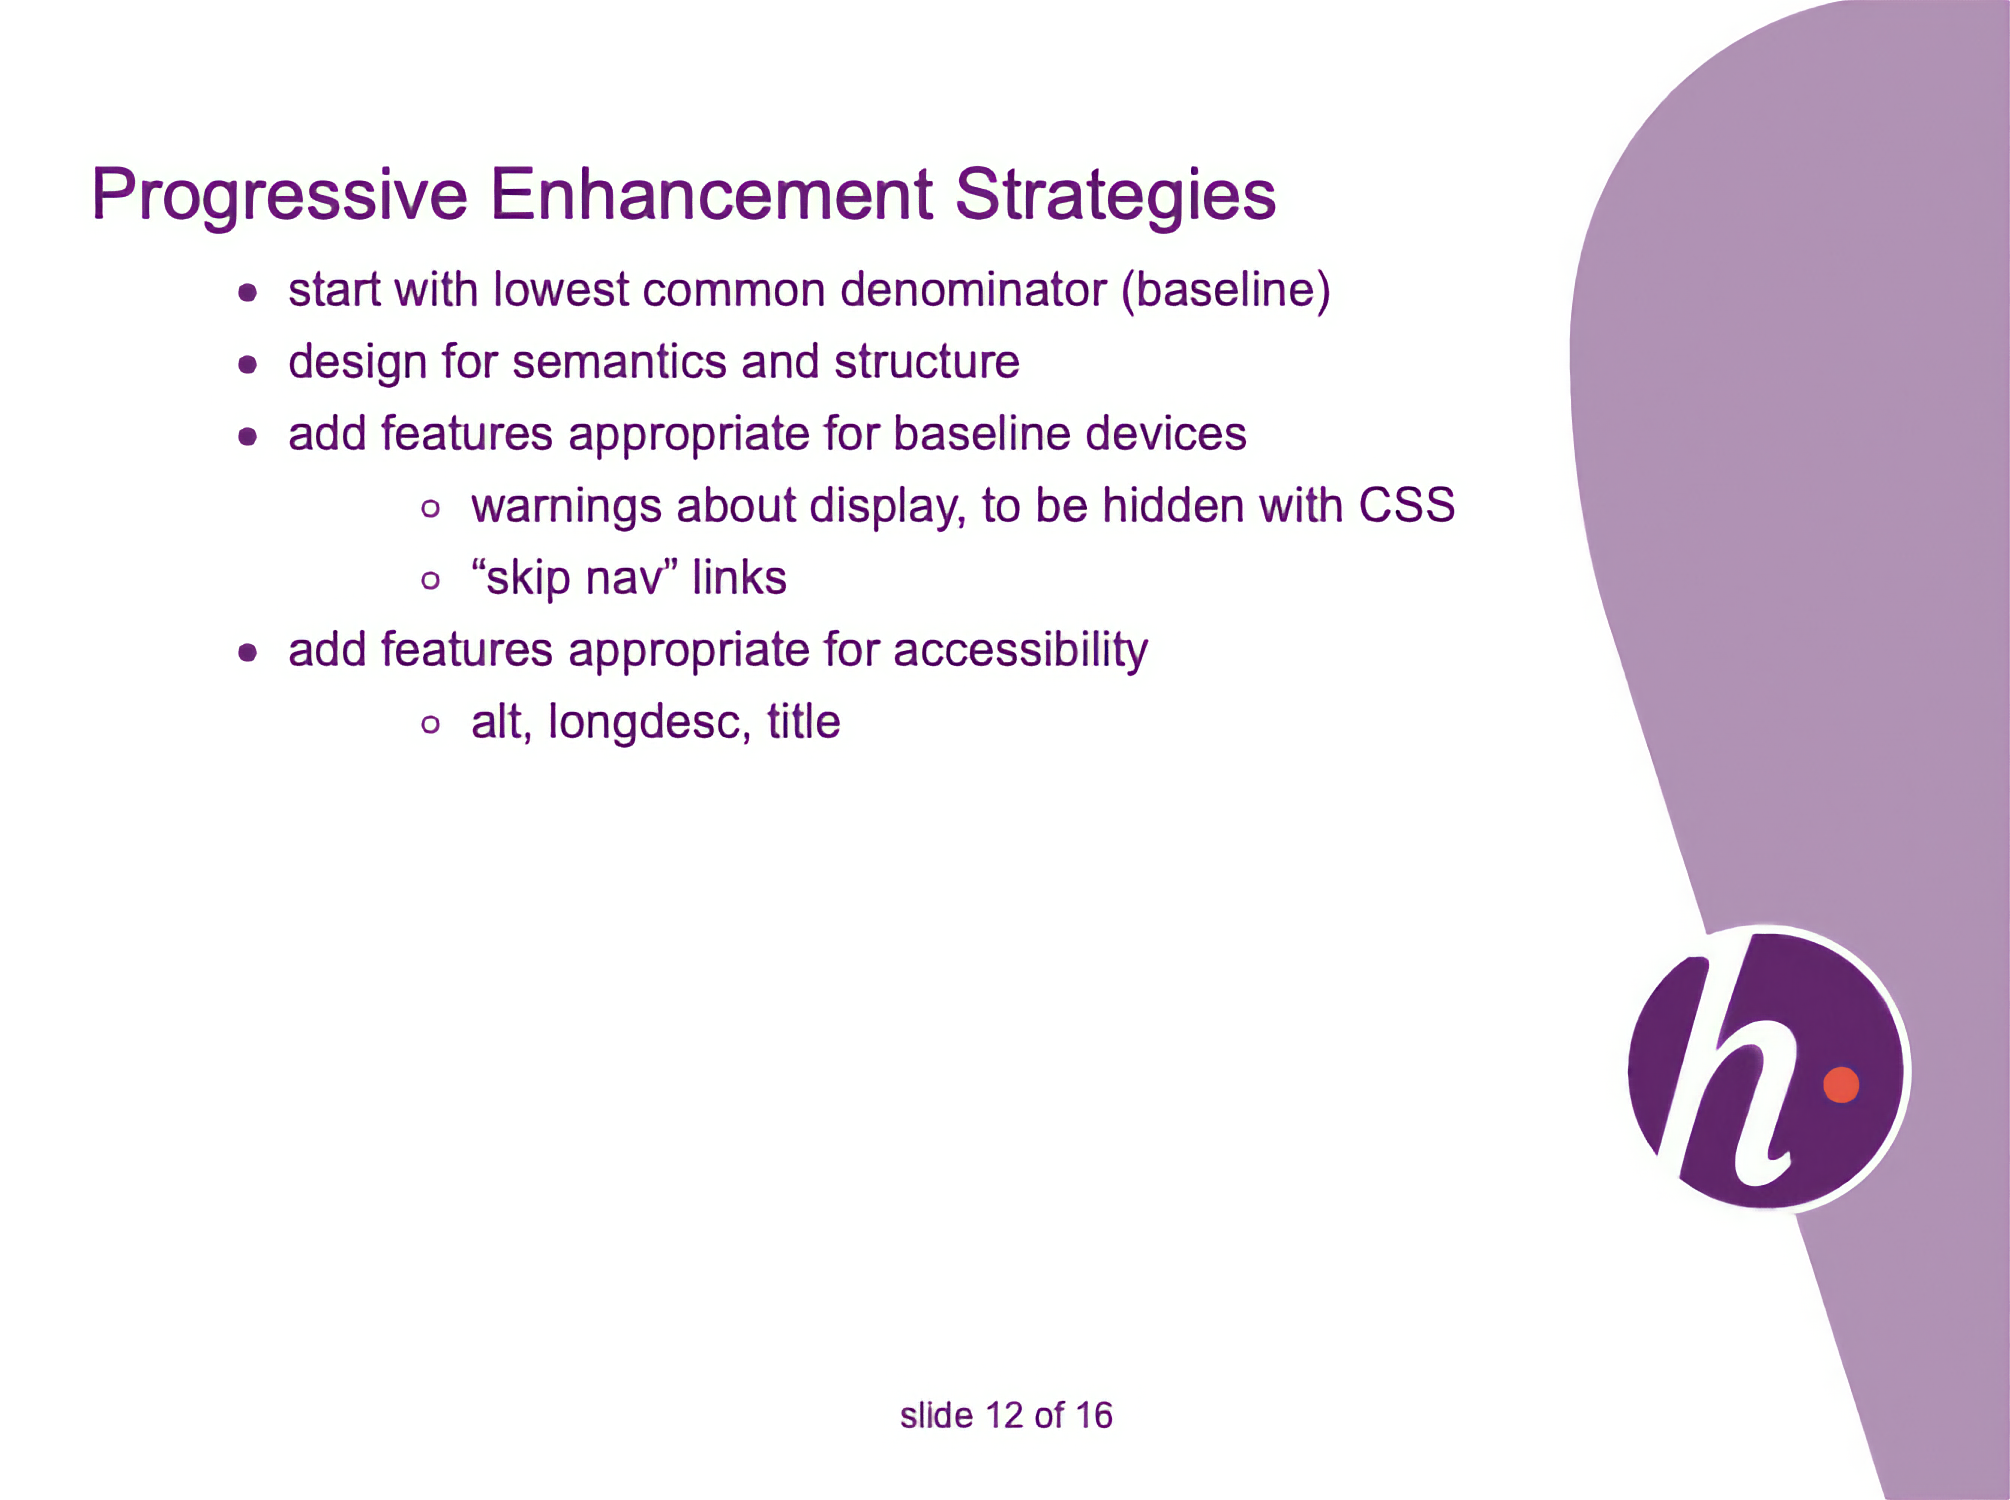 Progressive Enhancement Strategies
• start with lowest common denominator (baseline)
• design for semantics and structure
• add features appropriate for baseline devices
○ warnings about display, to be hidden with CSS
○ “skip nav” links
• add features appropriate for accessibility
○ alt, longdesc, title
h.
slide 12 of 16